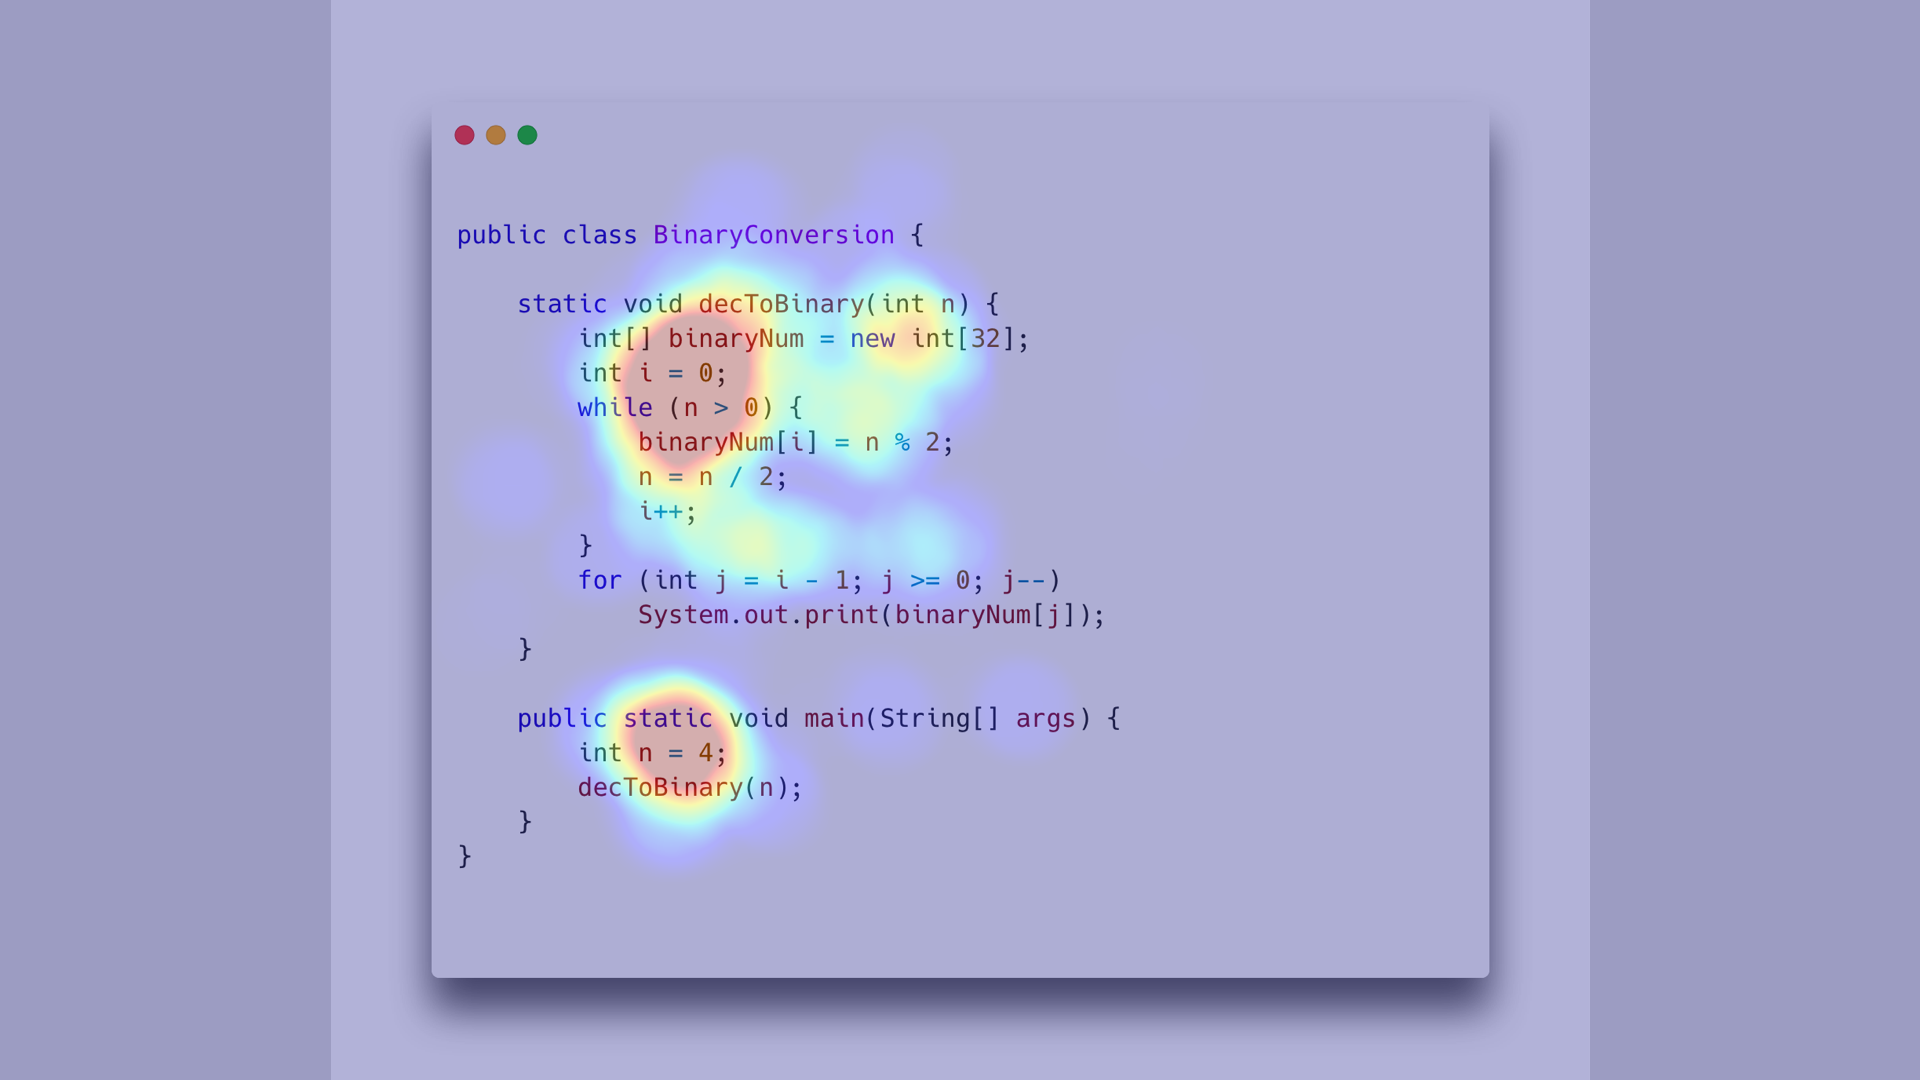 public class BinaryConversion {
static void decToBinary(int n) {
int[] binaryNum = new int[32];
int i = 0;
while (n > 0) {
binaryNum[i] = n % 2;
n = n / 2;
i++;
}
for (int j = i - 1; j >= 0; j--)
System.out.print(binaryNum[j]);
}
public static void main(String[] args) {
int n = 4;
decToBinary(n);
}
}